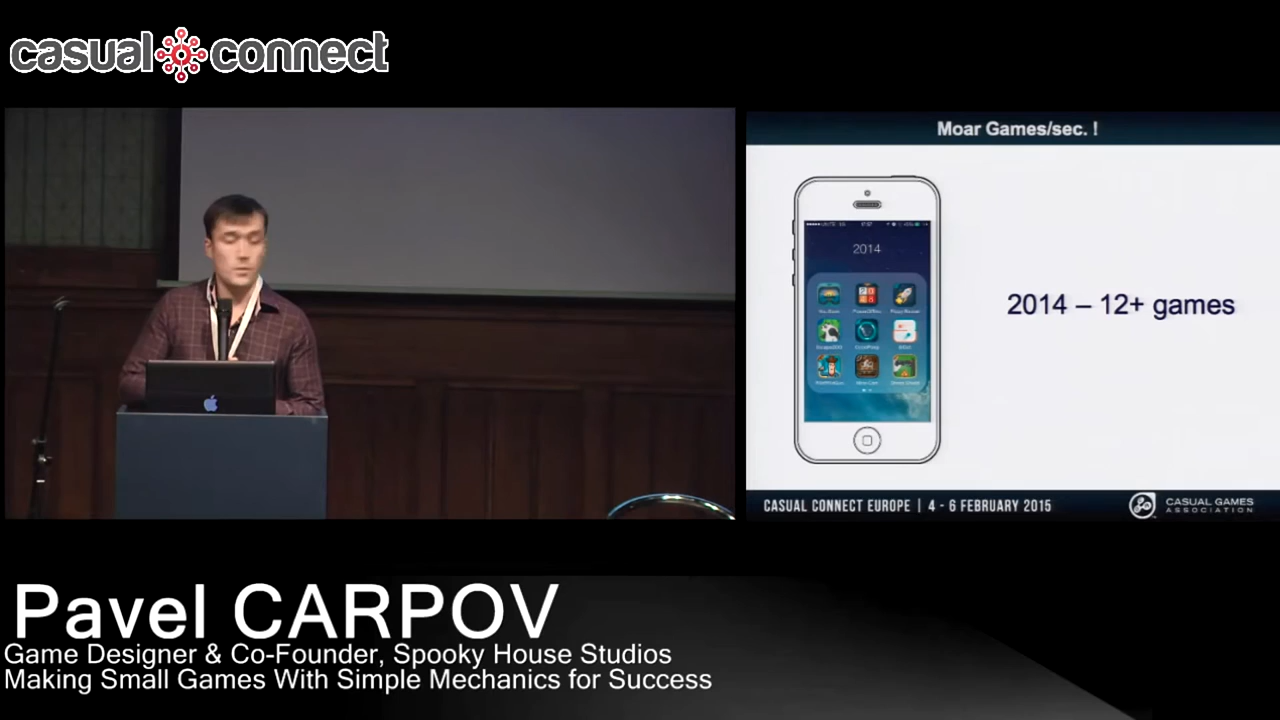 casual connect
Moar Games/sec. !
2014
2014 – 12+ games
CASUAL CONNECT EUROPE | 4 - 6 FEBRUARY 2015
CASUAL GAMES
ASSOCIATION
Pavel CARPOV
Game Designer & Co-Founder, Spooky House Studios
Making Small Games With Simple Mechanics for Success